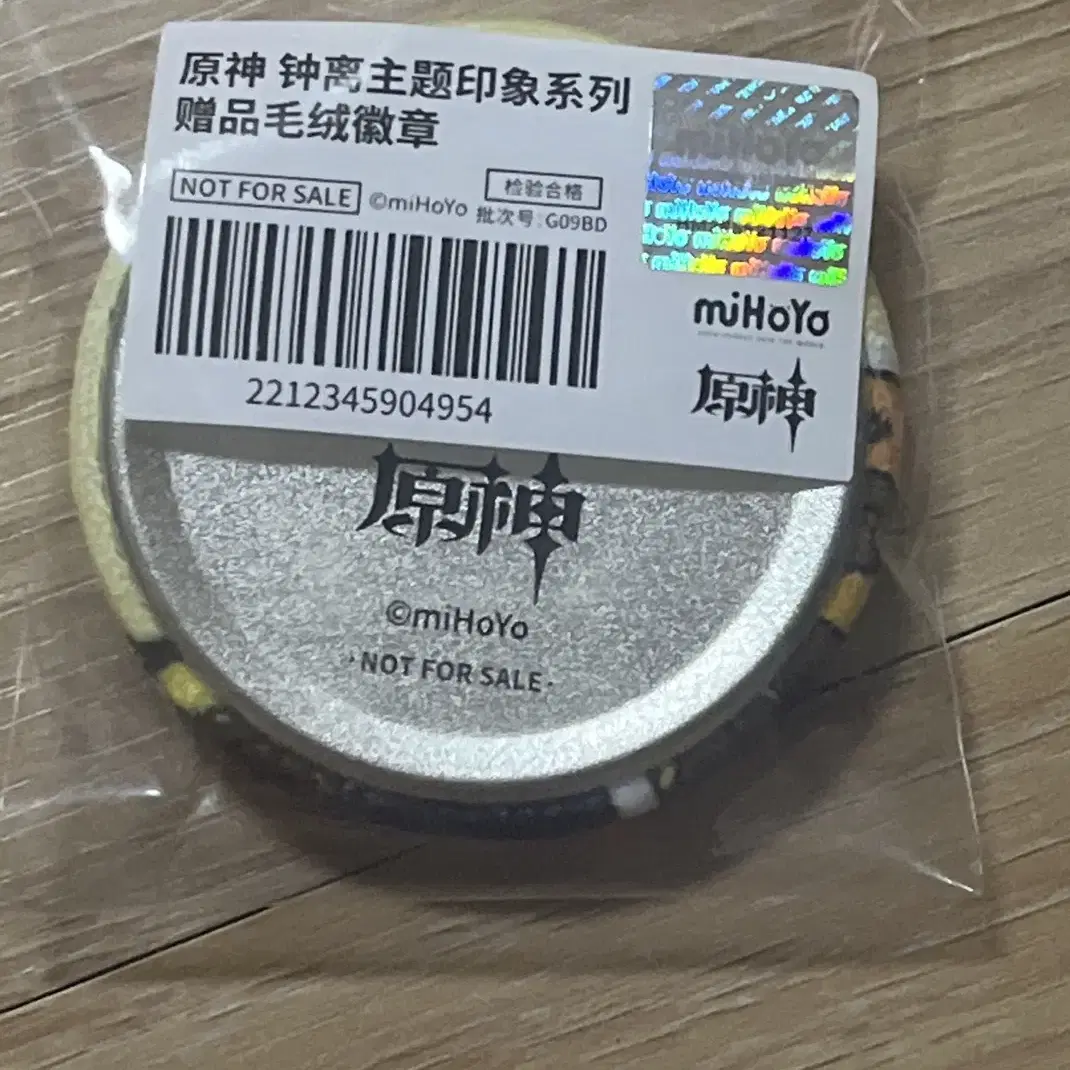 原神 钟离主题印象系列
赠品毛绒徽章
NOT FOR SALE ©miHoYo 检验合格
批次号:G09BD
2212345904954
miHoYo
miHoYo
原神
原神
©miHoYo
·NOT FOR SALE·